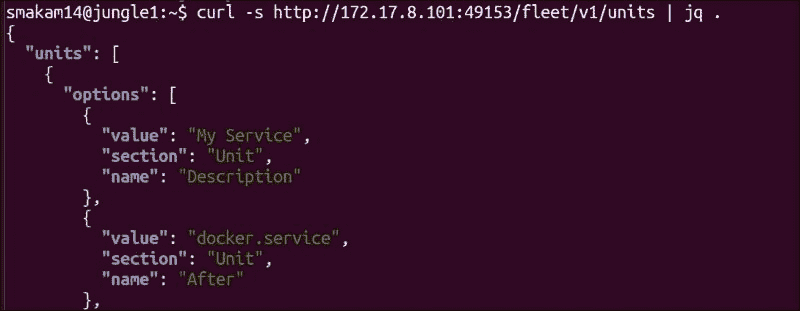 smakam14@jungle1:~$ curl -s http://172.17.8.101:49153/fleet/v1/units | jq .
{
  "units": [
    {
      "options": [
        {
          "value": "My Service",
          "section": "Unit",
          "name": "Description"
        },
        {
          "value": "docker.service",
          "section": "Unit",
          "name": "After"
        },